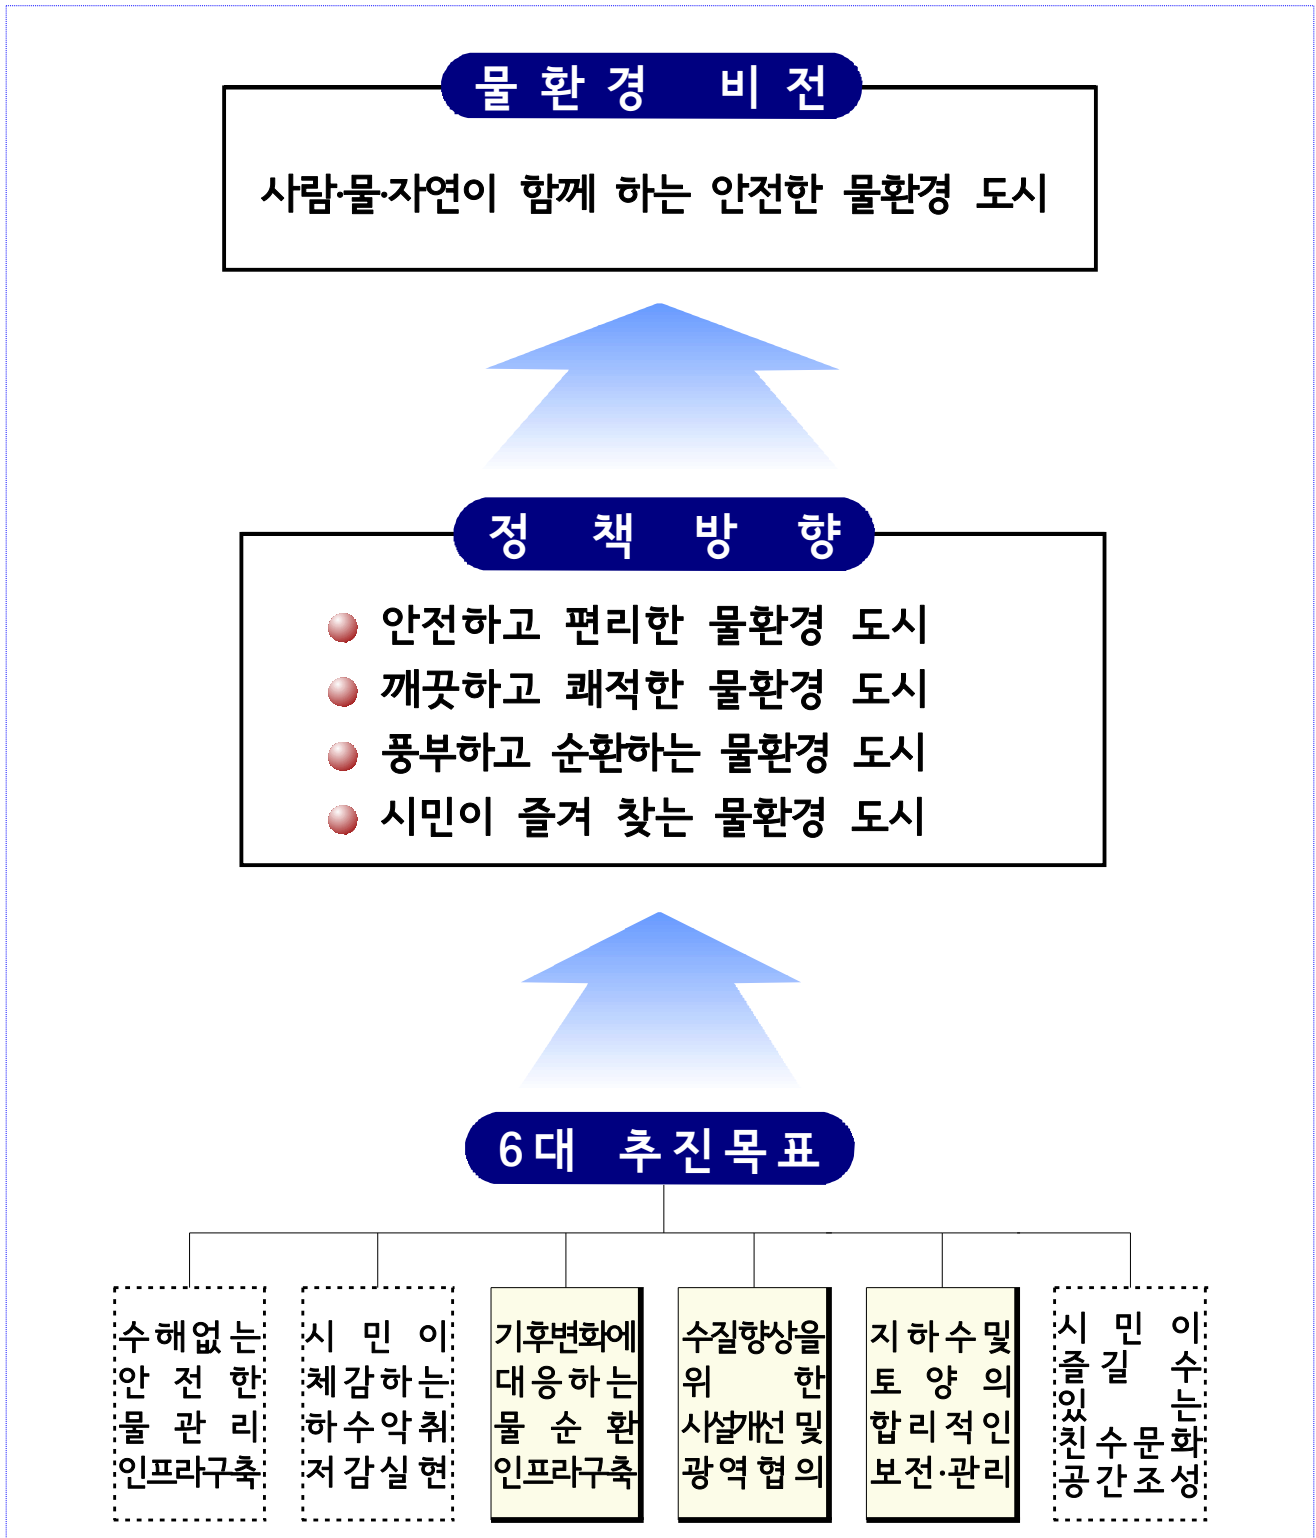 물환경 비전
사람·물·자연이 함께 하는 안전한 물환경 도시
정책방향
안전하고 편리한 물환경 도시
깨끗하고 쾌적한 물환경 도시
풍부하고 순환하는 물환경 도시
시민이 즐겨 찾는 물환경 도시
6대 추진목표
수해없는
안전한
물관리
인프라구축
시민이
체감하는
하수악취
저감실현
기후변화에
대응하는
물순환
인프라구축
수질향상을
위한
시설개선 및
광역협의
지하수및
토양의
합리적인
보전·관리
시민이
즐길 수
있는
친수문화
공간조성